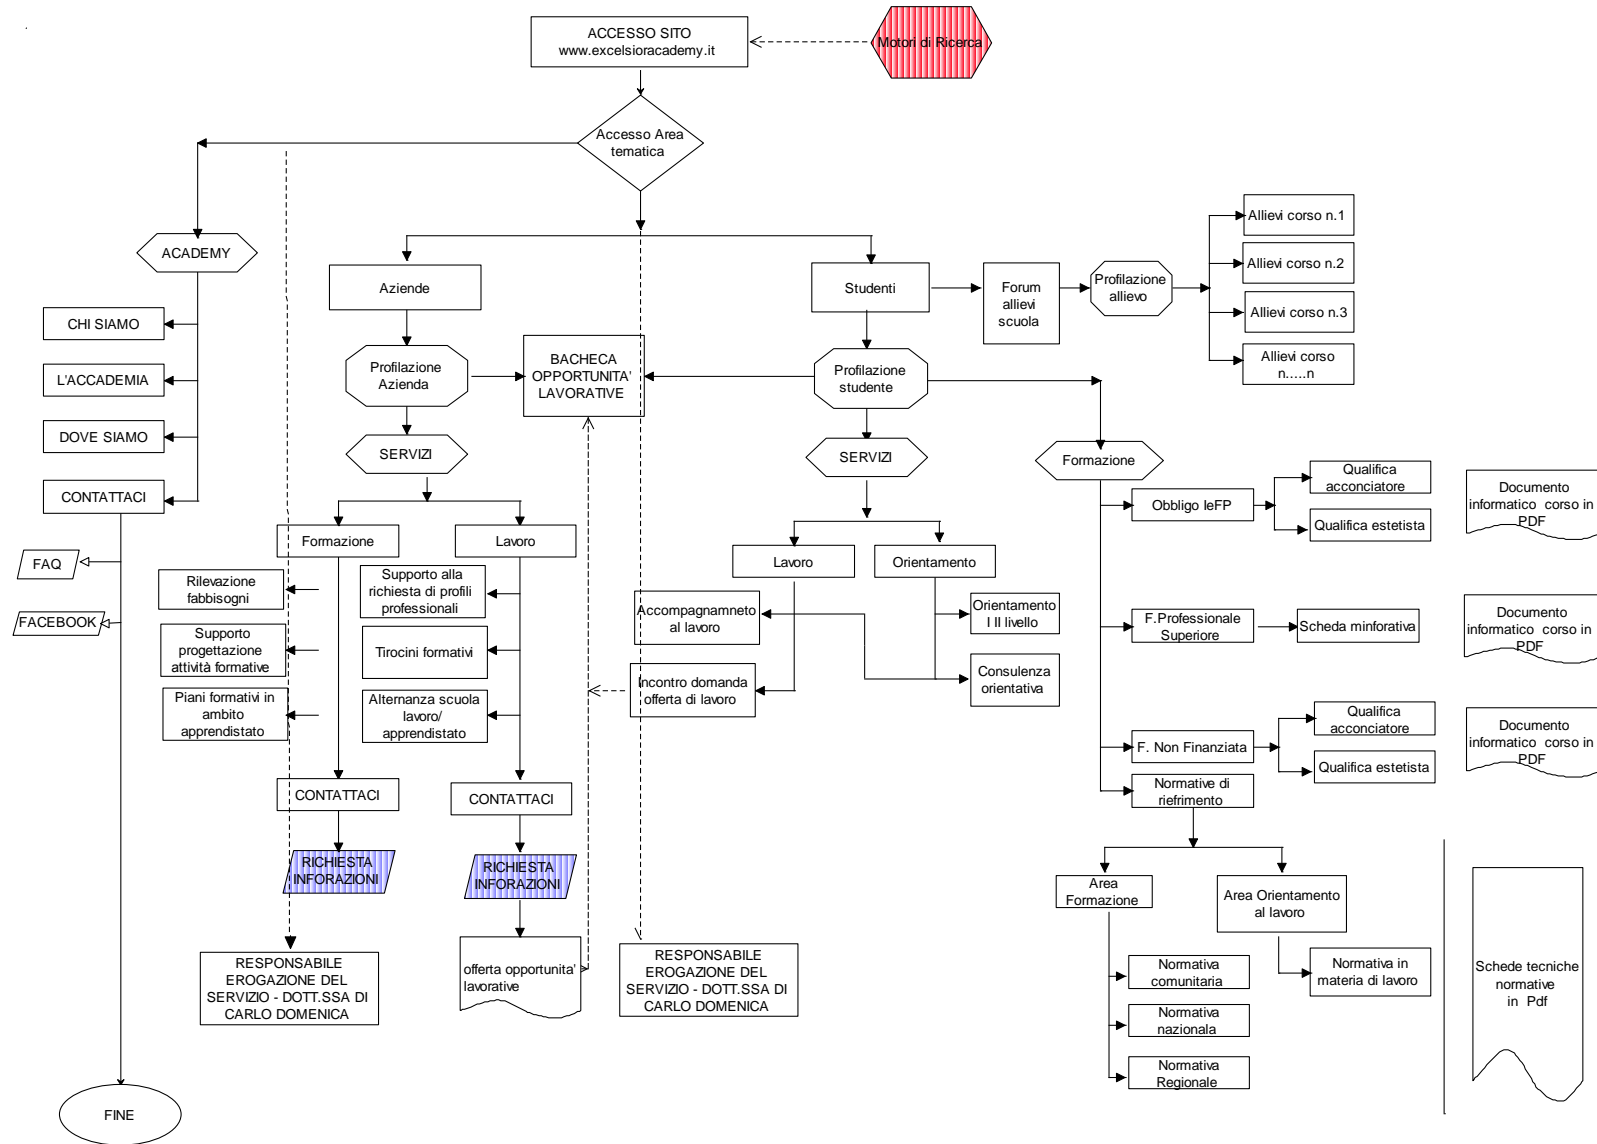 ACCESSO SITO
www.excelsioracademy.it
Motori di Ricerca
Accesso Area
tematica
ACADEMY
CHI SIAMO
L'ACCADEMIA
DOVE SIAMO
CONTATTACI
FAQ
FACEBOOK
FINE
Aziende
Profilazione
Azienda
SERVIZI
Formazione
Lavoro
Rilevazione
fabbisogni
Supporto
progettazione
attività formative
Piani formativi in
ambito
apprendistato
Supporto alla
richiesta di profili
professionali
Tirocini formativi
Alternanza scuola
lavoro/
apprendistato
CONTATTACI
CONTATTACI
RICHIESTA
INFORAZIONI
RICHIESTA
INFORAZIONI
RESPONSABILE
EROGAZIONE DEL
SERVIZIO - DOTT.SSA DI
CARLO DOMENICA
offerta opportunita'
lavorative
BACHECA
OPPORTUNITA'
LAVORATIVE
Studenti
Forum
allievi
scuola
Profilazione
allievo
Allievi corso n.1
Allievi corso n.2
Allievi corso n.3
Allievi corso
n.....n
Profilazione
studente
SERVIZI
Lavoro
Orientamento
Accompagnamneto
al lavoro
Incontro domanda
offerta di lavoro
Orientamento
I II livello
Consulenza
orientativa
RESPONSABILE
EROGAZIONE DEL
SERVIZIO - DOTT.SSA DI
CARLO DOMENICA
Formazione
Obbligo IeFP
Qualifica
acconciatore
Qualifica estetista
Documento
informatico corso in
PDF
F.Professionale
Superiore
Scheda minforativa
Documento
informatico corso in
PDF
F. Non Finanziata
Qualifica
acconciatore
Qualifica estetista
Documento
informatico corso in
PDF
Normative di
riefrimento
Area
Formazione
Area Orientamento
al lavoro
Normativa
comunitaria
Normativa
nazionala
Normativa
Regionale
Normativa in
materia di lavoro
Schede tecniche
normative
in Pdf